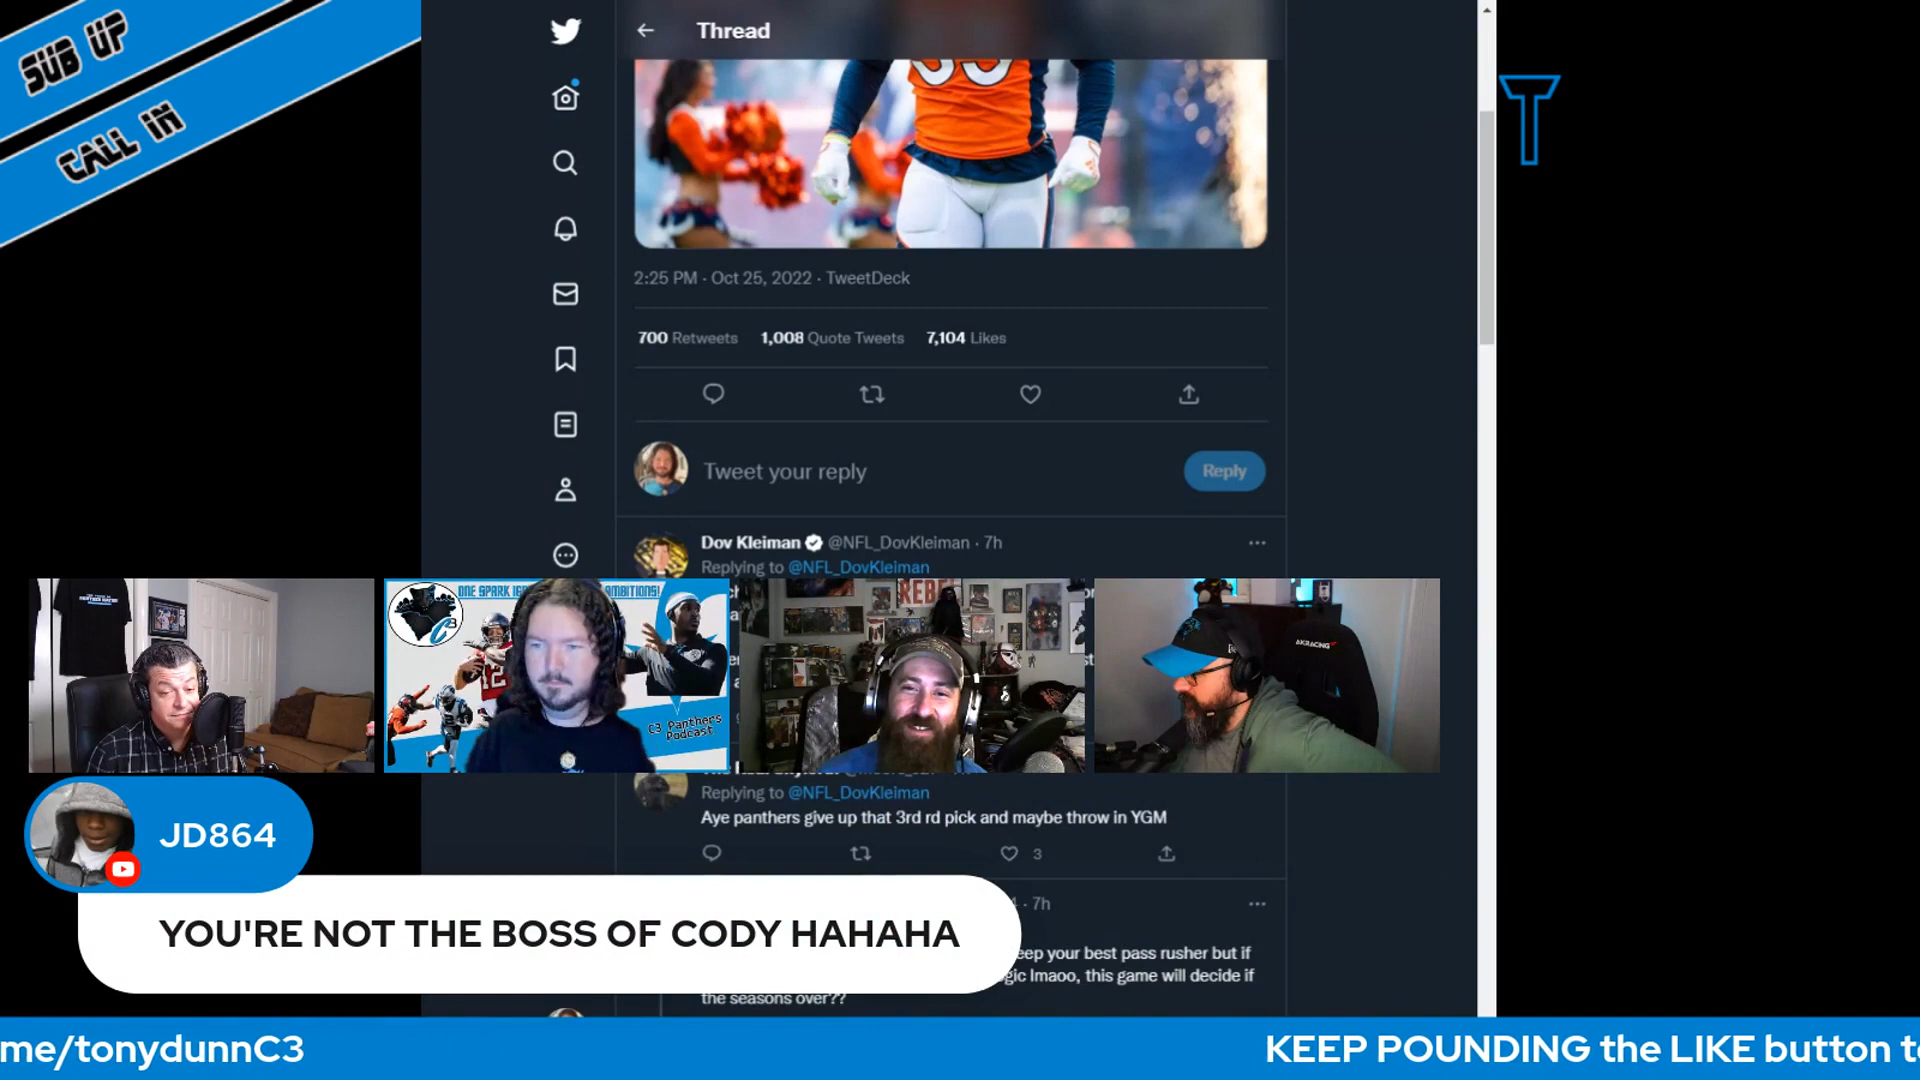 SUB UP
CALL IN
Thread
T
2:25 PM · Oct 25, 2022 · TweetDeck
700 Retweets 1,008 Quote Tweets 7,104 Likes
Tweet your reply
Reply
Dov Kleiman @NFL_DovKleiman · 7h
Replying to @NFL_DovKleiman
ONE SPARK AMBITIONS!
REBEL
AKRACING
12
C3
C3 Panthers
Podcast
Replying to @NFL_DovKleiman
Aye panthers give up that 3rd rd pick and maybe throw in YGM
3
JD864
· 7h
YOU'RE NOT THE BOSS OF CODY HAHAHA
your best pass rusher but if
lmaoo, this game will decide if
the seasons over??
me/tonydunnC3
KEEP POUNDING the LIKE button